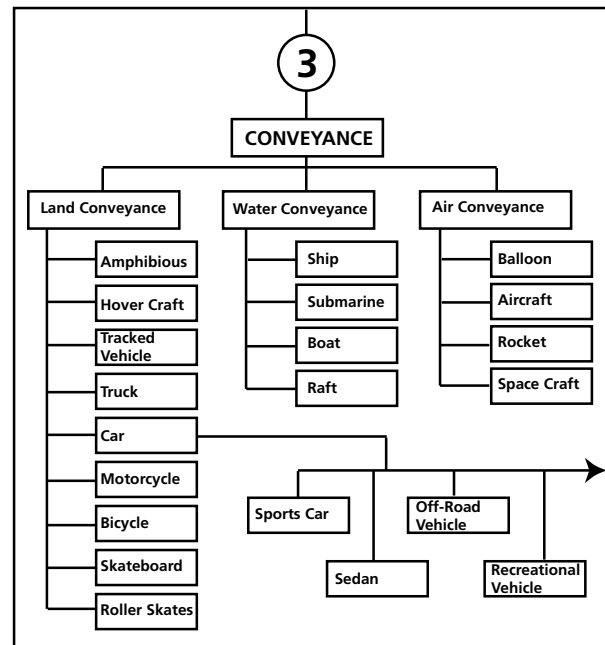 3
CONVEYANCE
Land Conveyance
Water Conveyance
Air Conveyance
Amphibious
Hover Craft
Tracked
Vehicle
Truck
Car
Motorcycle
Bicycle
Skateboard
Roller Skates
Ship
Submarine
Boat
Raft
Balloon
Aircraft
Rocket
Space Craft
Sports Car
Sedan
Off-Road
Vehicle
Recreational
Vehicle